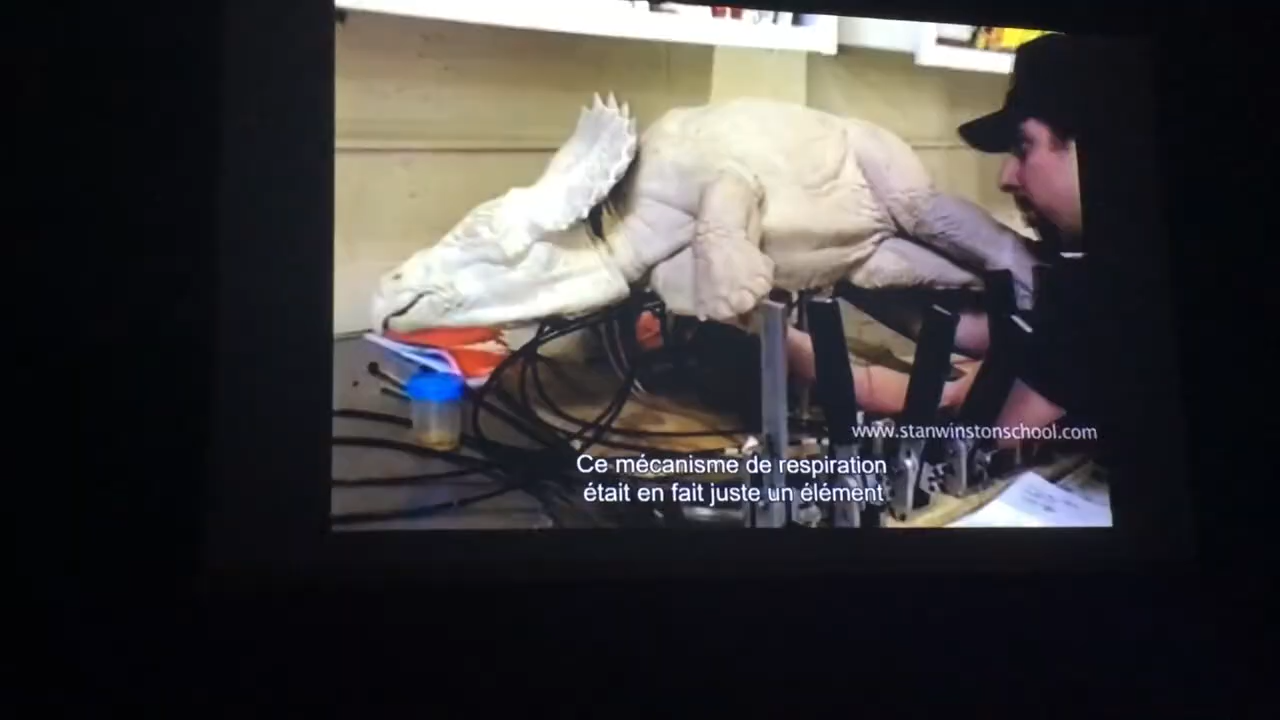 www.stanwinstonschool.com
Ce mécanisme de respiration
était en fait juste un élément